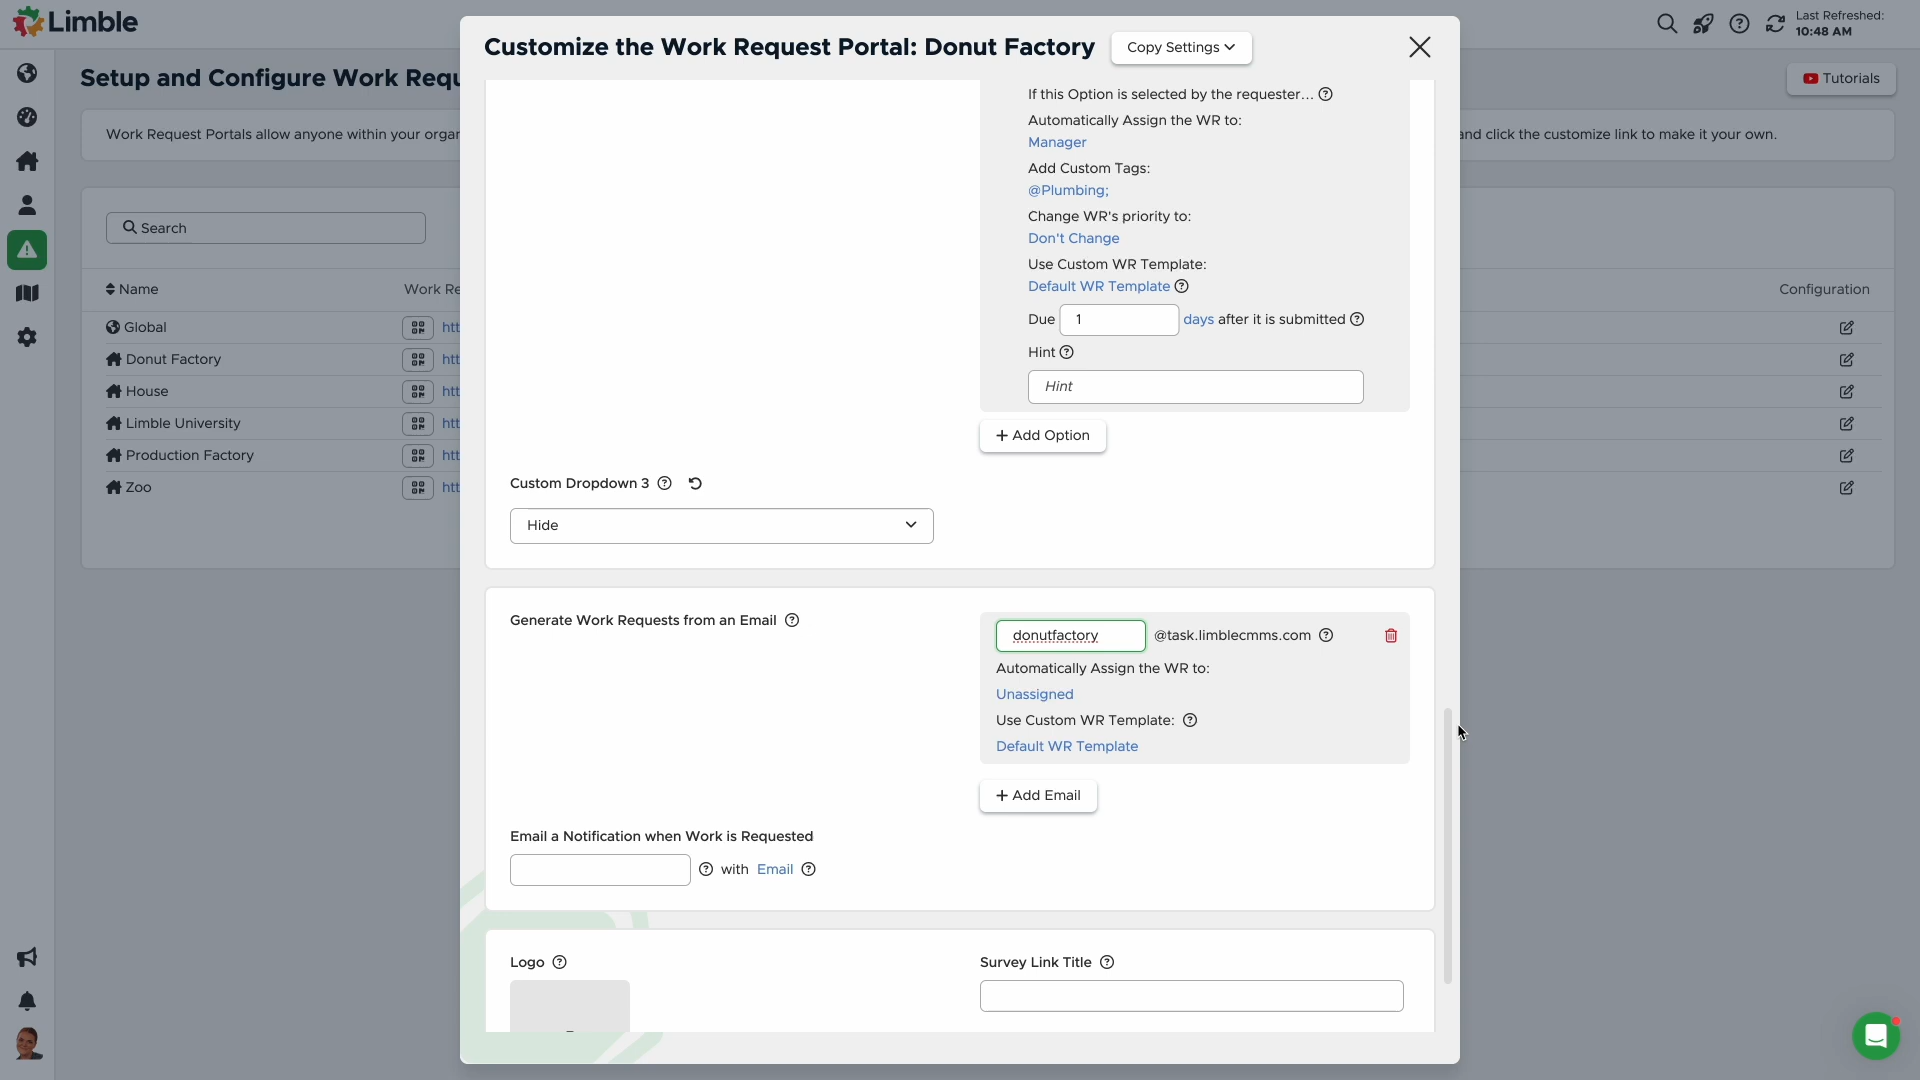 Limble
Customize the Work Request Portal: Donut Factory
Copy Settings
Last Refreshed:
10:48 AM
Setup and Configure Work Requ
Tutorials
Work Request Portals allow anyone within your organ
and click the customize link to make it your own.
Search
Name
Work Re
Configuration
Global
htt
Donut Factory
htt
House
htt
Limble University
htt
Production Factory
htt
Zoo
htt
If this Option is selected by the requester...
Automatically Assign the WR to:
Manager
Add Custom Tags:
@Plumbing;
Change WR's priority to:
Don't Change
Use Custom WR Template:
Default WR Template
Due 1 days after it is submitted
Hint
Hint
+ Add Option
Custom Dropdown 3
Hide
Generate Work Requests from an Email
donutfactory @task.limblecmms.com
Automatically Assign the WR to:
Unassigned
Use Custom WR Template:
Default WR Template
+ Add Email
Email a Notification when Work is Requested
with Email
Logo
Survey Link Title